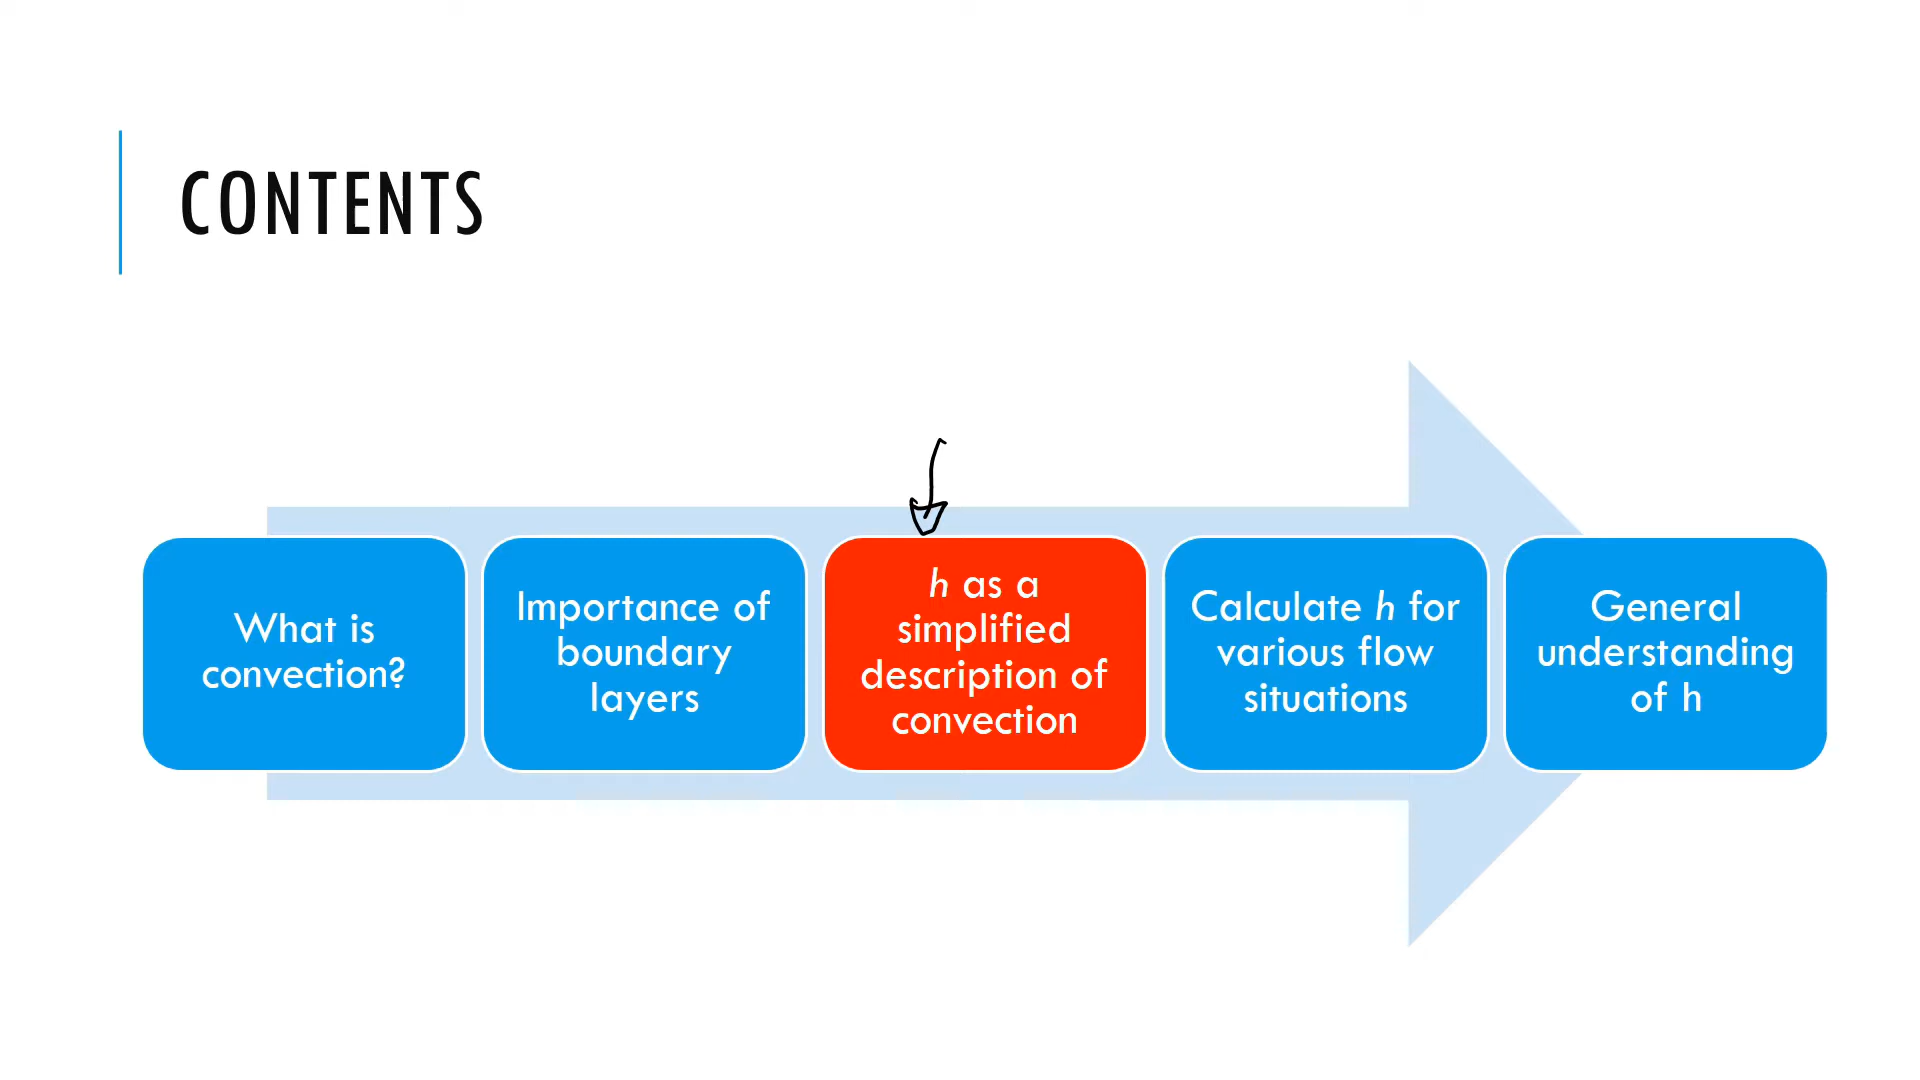 CONTENTS
What is
convection?
Importance of
boundary
layers
h as a
simplified
description of
convection
Calculate h for
various flow
situations
General
understanding
of h